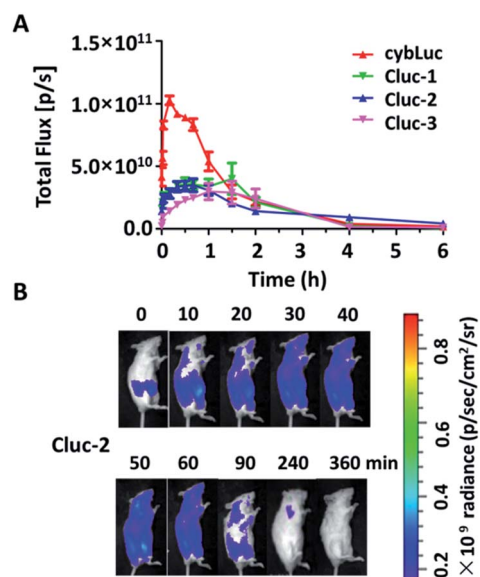 A
Total Flux [p/s]
1.5×10¹¹
1.0×10¹¹
5.0×10¹⁰
0.0
cybLuc
Cluc-1
Cluc-2
Cluc-3
0 1 2 3 4 5 6
Time (h)
B
0 10 20 30 40
Cluc-2
50 60 90 240 360 min
0.2 0.4 0.6 0.8
×10⁹ radiance (p/sec/cm²/sr)